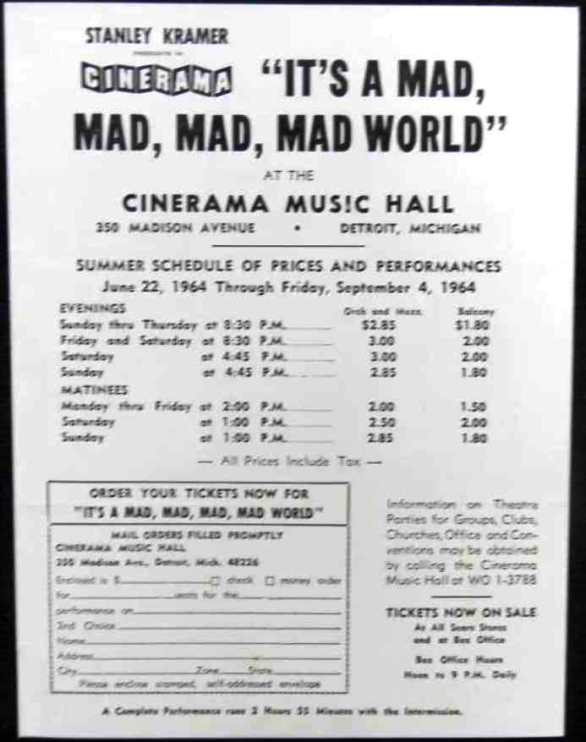 STANLEY KRAMER
PRESENTS IN
CINERAMA "IT'S A MAD,
MAD, MAD, MAD WORLD"
AT THE
CINERAMA MUSIC HALL
350 MADISON AVENUE • DETROIT, MICHIGAN
SUMMER SCHEDULE OF PRICES AND PERFORMANCES
June 22, 1964 Through Friday, September 4, 1964
EVENINGS Orch and Mezz. Balcony
Sunday thru Thursday at 8:30 P.M. $2.85 $1.80
Friday and Saturday at 8:30 P.M. 3.00 2.00
Saturday at 4:45 P.M. 3.00 2.00
Sunday at 4:45 P.M. 2.85 1.80
MATINEES
Monday thru Friday at 2:00 P.M. 2.00 1.50
Saturday at 1:00 P.M. 2.50 2.00
Sunday at 1:00 P.M. 2.85 1.80
— All Prices Include Tax —
ORDER YOUR TICKETS NOW FOR
"IT'S A MAD, MAD, MAD, MAD WORLD"
MAIL ORDERS FILLED PROMPTLY
CINERAMA MUSIC HALL
350 Madison Ave., Detroit, Mich. 48226
Enclosed is $ check money order
for seats for the
performance on
2nd Choice
Name
Address
City Zone State
Please enclose stamped, self-addressed envelope
Information on Theatre
Parties for Groups, Clubs,
Churches, Office and Con-
ventions may be obtained
by calling the Cinerama
Music Hall at WO 1-3788
TICKETS NOW ON SALE
At All Sears Stores
and at Box Office
Box Office Hours
Noon to 9 P.M. Daily
A Complete Performance runs 2 Hours 55 Minutes with the Intermission.